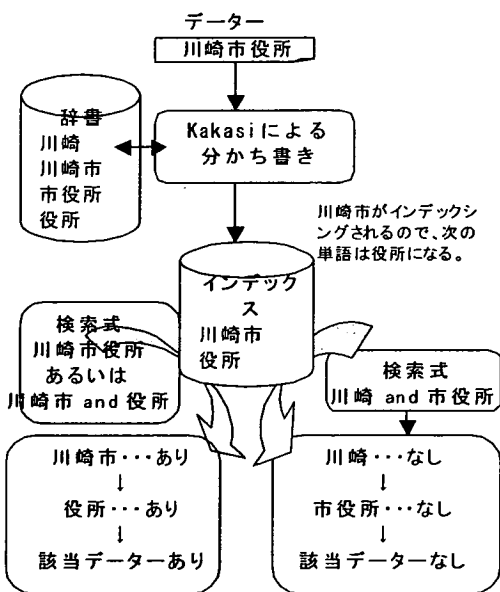 データー
川崎市役所
辞書
川崎
川崎市
市役所
役所
Kakasiによる
分かち書き
川崎市がインデックシ
ングされるので、次の
単語は役所になる。
インデック
ス
川崎市
役所
検索式
川崎市役所
あるいは
川崎市 and 役所
検索式
川崎 and 市役所
川崎市・・・あり
↓
役所・・・あり
↓
該当データーあり
川崎・・・なし
↓
市役所・・・なし
↓
該当データーなし